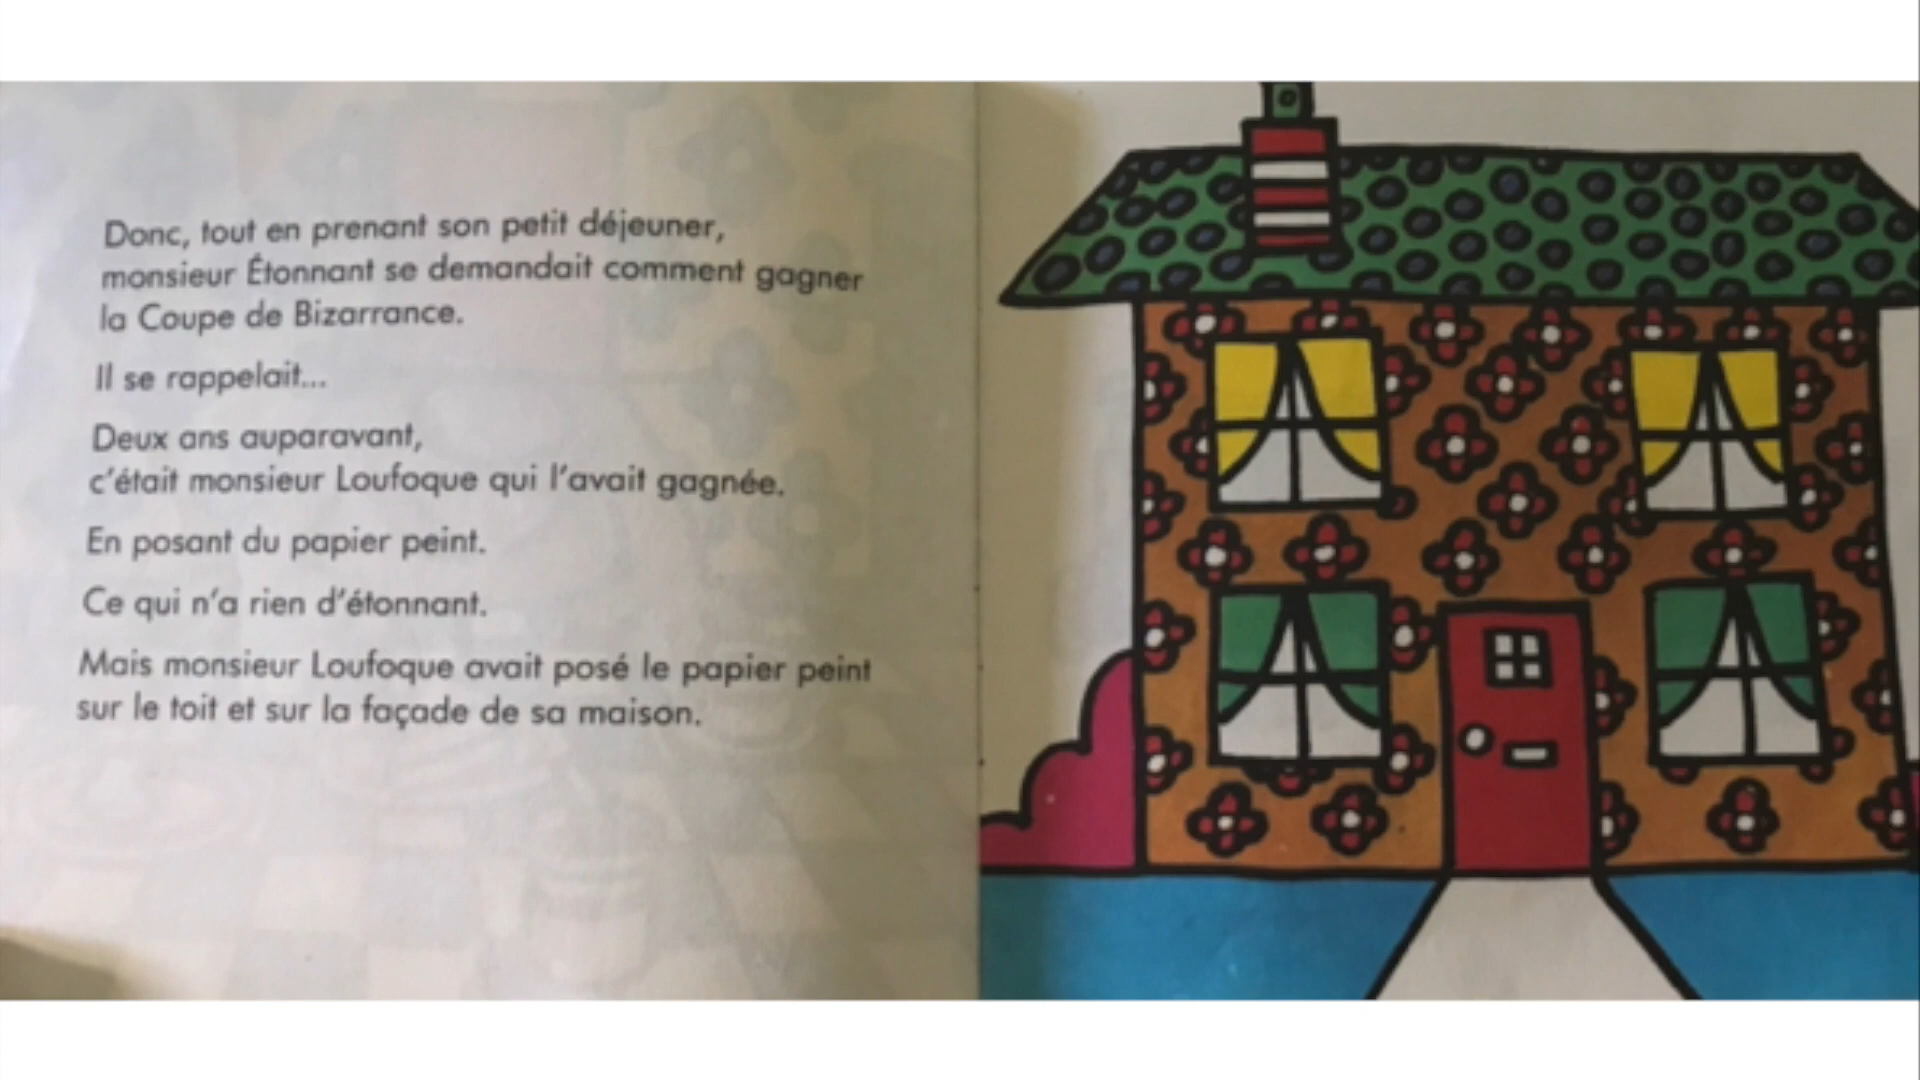 Donc, tout en prenant son petit déjeuner,
monsieur Étonnant se demandait comment gagner
la Coupe de Bizarrance.
Il se rappelait...
Deux ans auparavant,
c'était monsieur Loufoque qui l'avait gagnée.
En posant du papier peint.
Ce qui n'a rien d'étonnant.
Mais monsieur Loufoque avait posé le papier peint
sur le toit et sur la façade de sa maison.